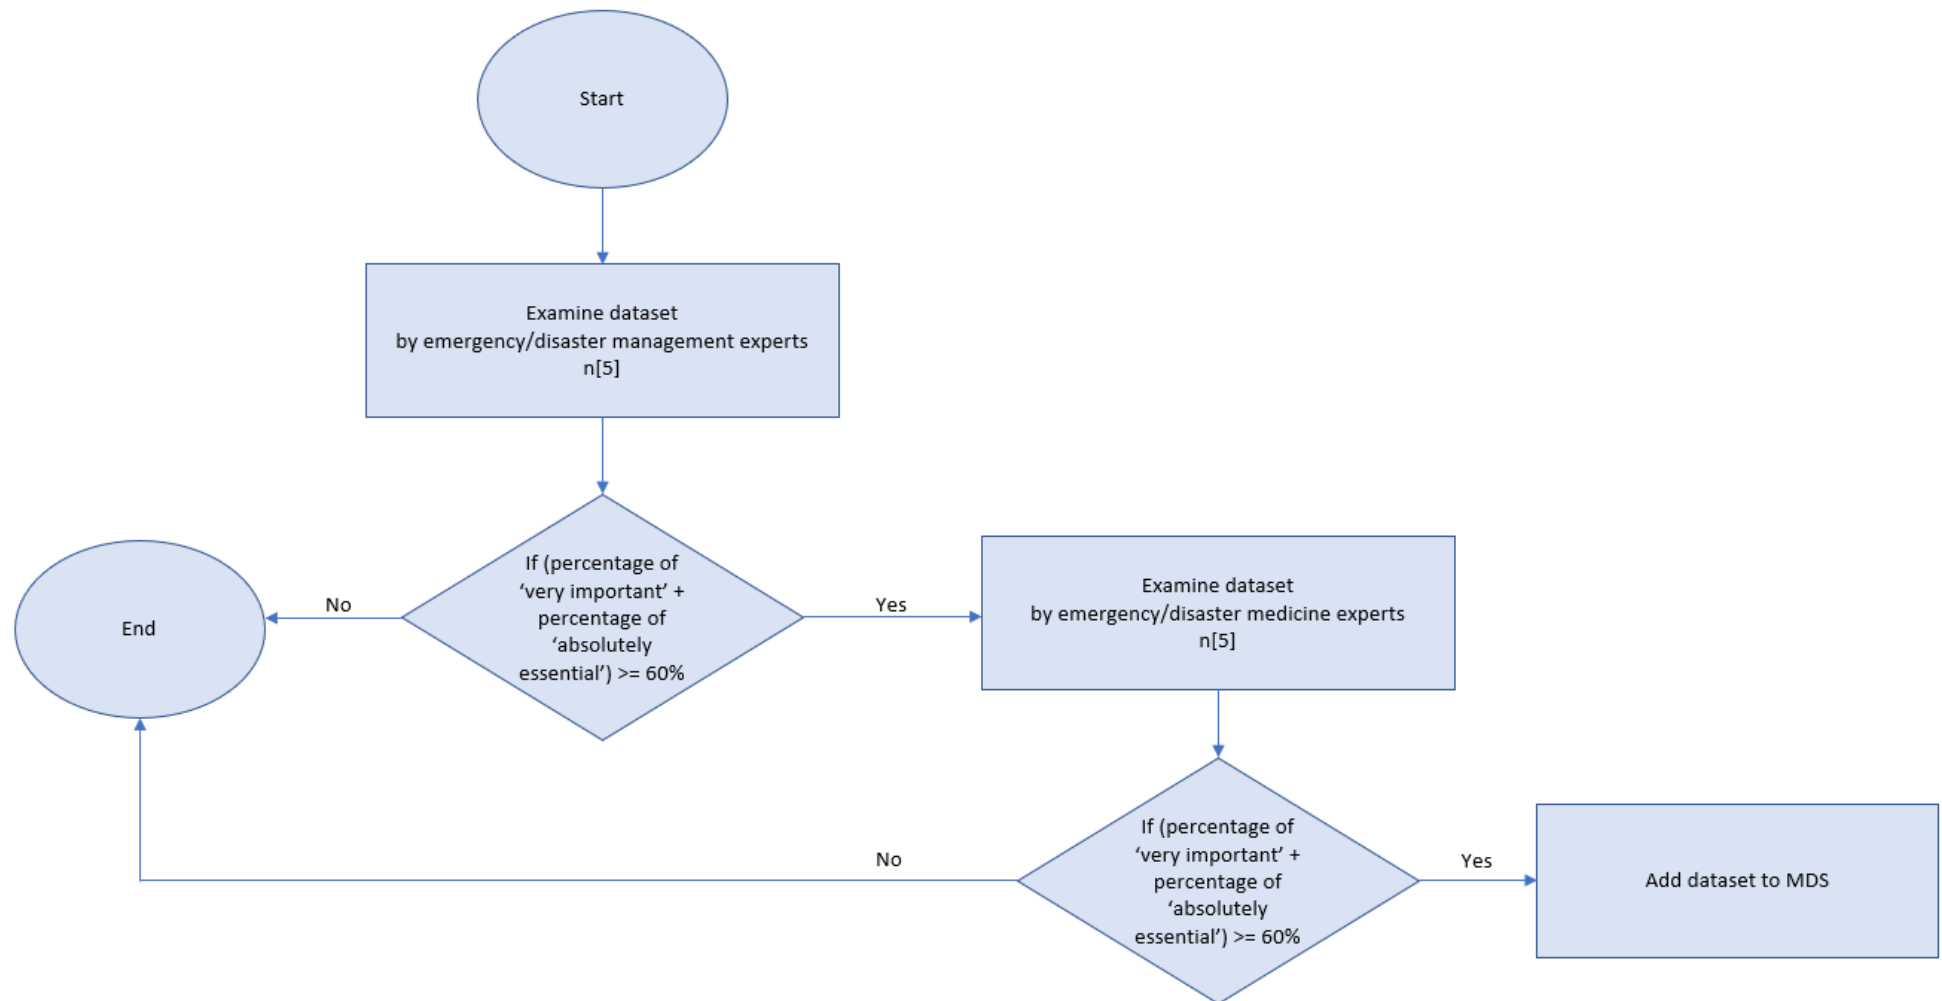 Start
Examine dataset
by emergency/disaster management experts
n[5]
If (percentage of
‘very important’ +
percentage of
‘absolutely
essential’) >= 60%
No
End
Yes
Examine dataset
by emergency/disaster medicine experts
n[5]
If (percentage of
‘very important’ +
percentage of
‘absolutely
essential’) >= 60%
No
Yes
Add dataset to MDS